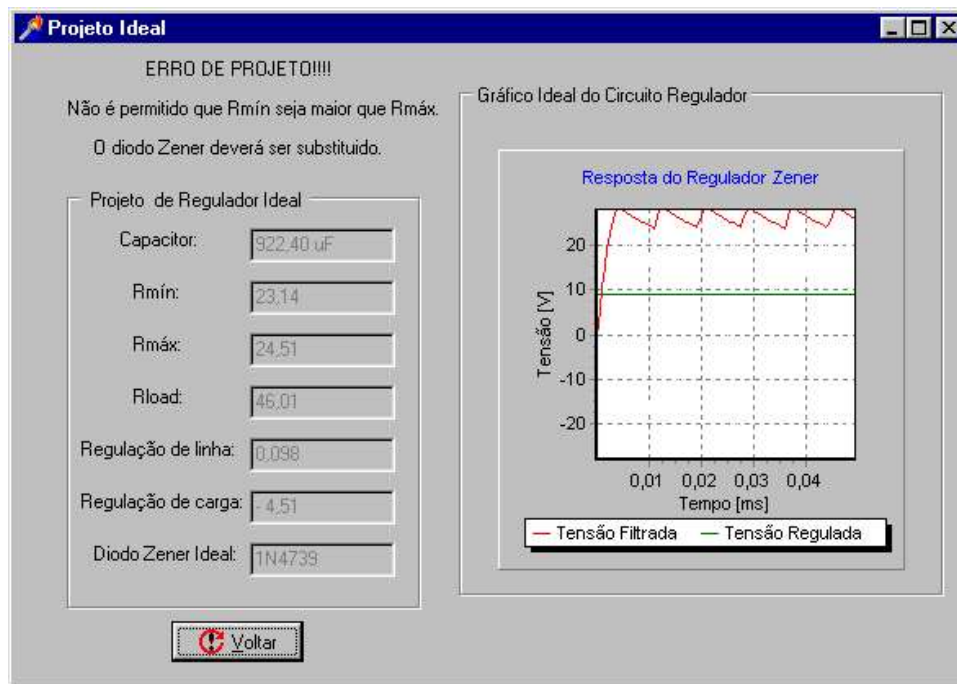 Projeto Ideal
ERRO DE PROJETO!!!!
Não é permitido que Rmín seja maior que Rmáx.
O diodo Zener deverá ser substituido.
Projeto de Regulador Ideal
Capacitor: 922,40 uF
Rmín: 23,14
Rmáx: 24,51
Rload: 46,01
Regulação de linha: 0,098
Regulação de carga: - 4,51
Diodo Zener Ideal: 1N4739
Voltar
Gráfico Ideal do Circuito Regulador
Resposta do Regulador Zener
Tensão [V]
20
10
0
-10
-20
0,01 0,02 0,03 0,04
Tempo [ms]
Tensão Filtrada Tensão Regulada